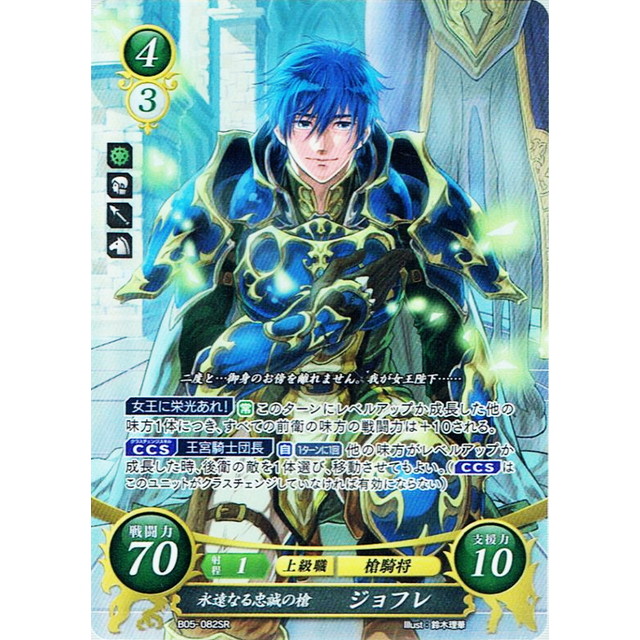 4
3
二度と…御身のお傍を離れません。我が女王陛下……
女王に栄光あれ! 常 このターンにレベルアップか成長した他の
味方1体につき、すべての前衛の味方の戦闘力は+10される。
クラスチェンジスキル
CCS 王宮騎士団長 自 1ターンに1回 他の味方がレベルアップか
成長した時、後衛の敵を1体選び、移動させてもよい。(CCSは
このユニットがクラスチェンジしていなければ有効にならない)
戦闘力
70
射程 1 上級職 槍騎将
支援力
10
永遠なる忠誠の槍 ジョフレ
B05-082SR
Illust:鈴木理華